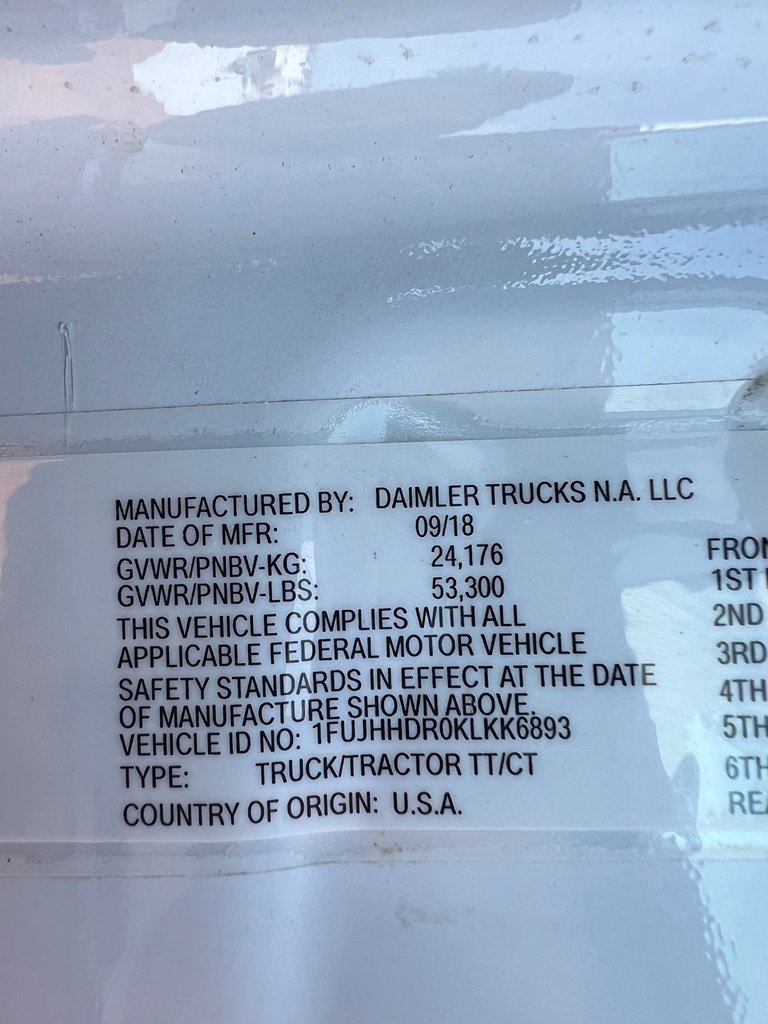 MANUFACTURED BY: DAIMLER TRUCKS N.A. LLC
DATE OF MFR: 09/18
GVWR/PNBV-KG: 24,176
GVWR/PNBV-LBS: 53,300
THIS VEHICLE COMPLIES WITH ALL
APPLICABLE FEDERAL MOTOR VEHICLE
SAFETY STANDARDS IN EFFECT AT THE DATE
OF MANUFACTURE SHOWN ABOVE.
VEHICLE ID NO: 1FUJHHDR0KLKK6893
TYPE: TRUCK/TRACTOR TT/CT
COUNTRY OF ORIGIN: U.S.A.
1ST
2ND
3RD
4TH
5TH
6TH